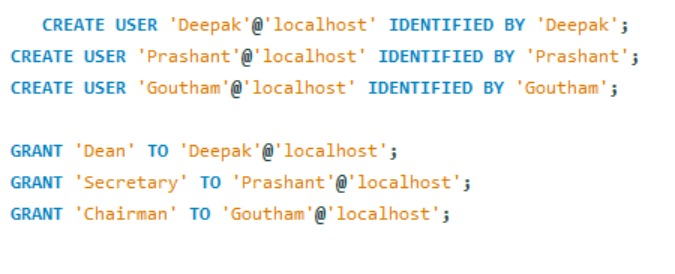 CREATE USER 'Deepak'@'localhost' IDENTIFIED BY 'Deepak';
CREATE USER 'Prashant'@'localhost' IDENTIFIED BY 'Prashant';
CREATE USER 'Goutham'@'localhost' IDENTIFIED BY 'Goutham';
GRANT 'Dean' TO 'Deepak'@'localhost';
GRANT 'Secretary' TO 'Prashant'@'localhost';
GRANT 'Chairman' TO 'Goutham'@'localhost';